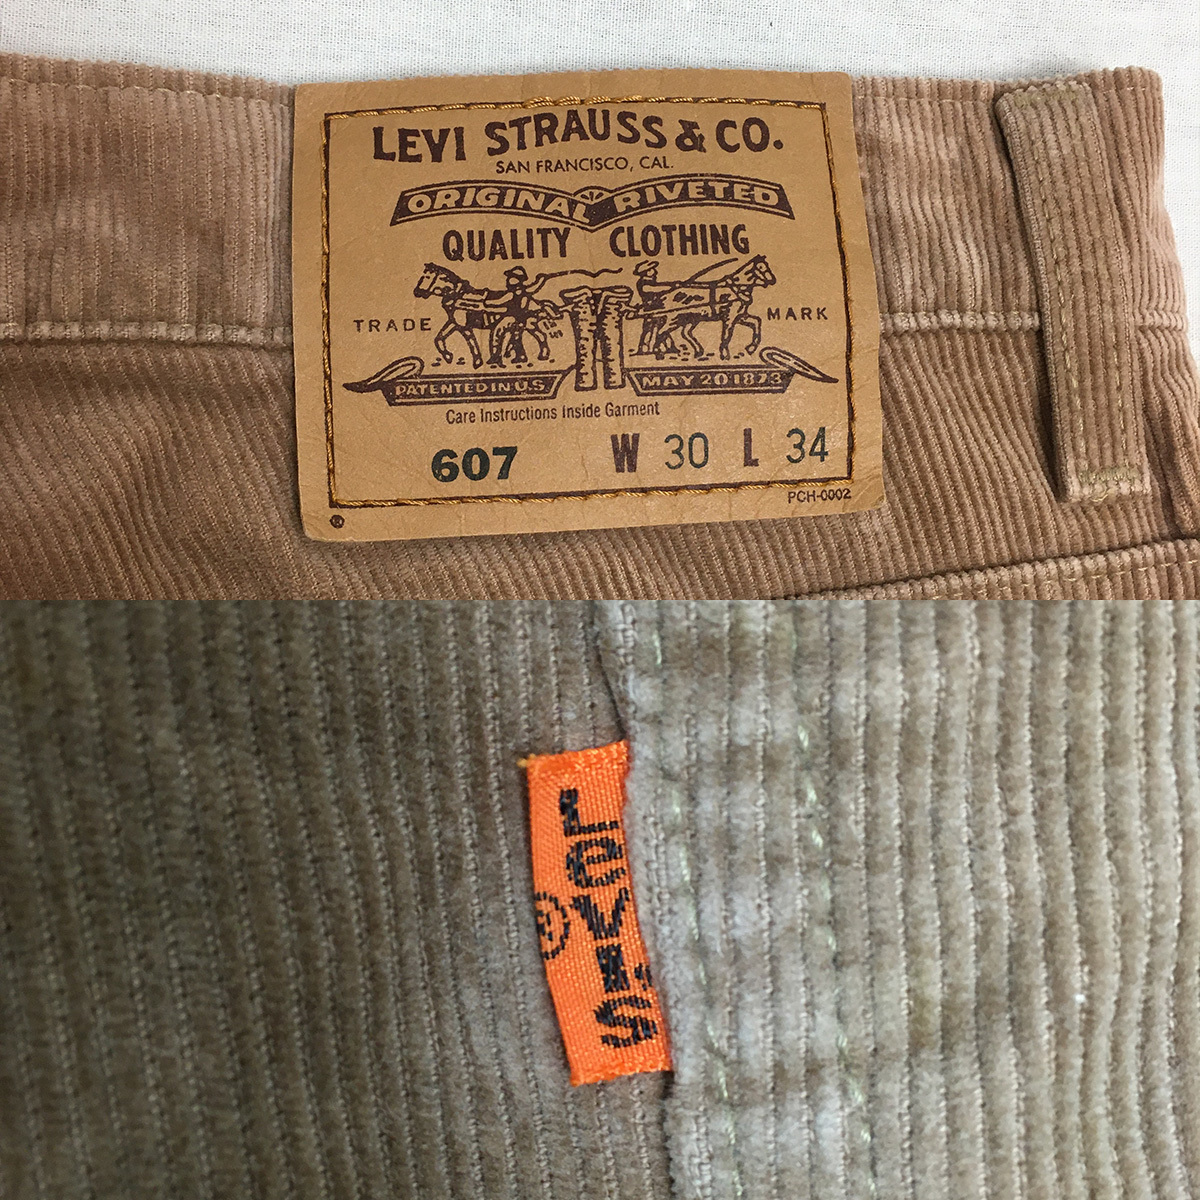 LEVI STRAUSS & CO.
SAN FRANCISCO, CAL.
ORIGINAL RIVETED
QUALITY CLOTHING
TRADE MARK
PATENTED IN U.S. MAY 20 1873
Care Instructions Inside Garment
607 W 30 L 34
PCH-0002
®
LeVI'S
®